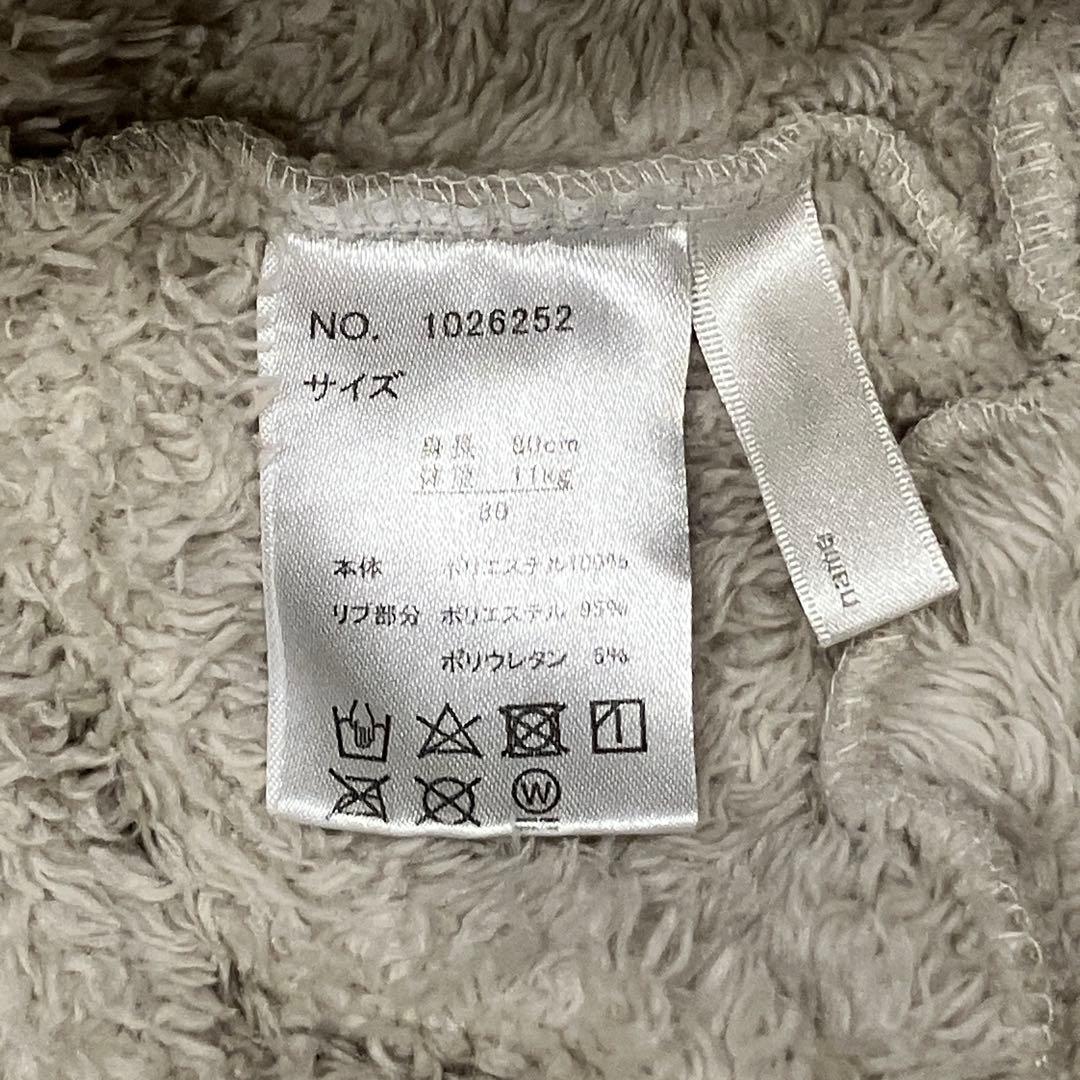 NO. 1026252
サイズ
身長 80cm
体重 11kg
80
本体 ポリエステル100%
リブ部分 ポリエステル 95%
ポリウレタン 5%
W
name